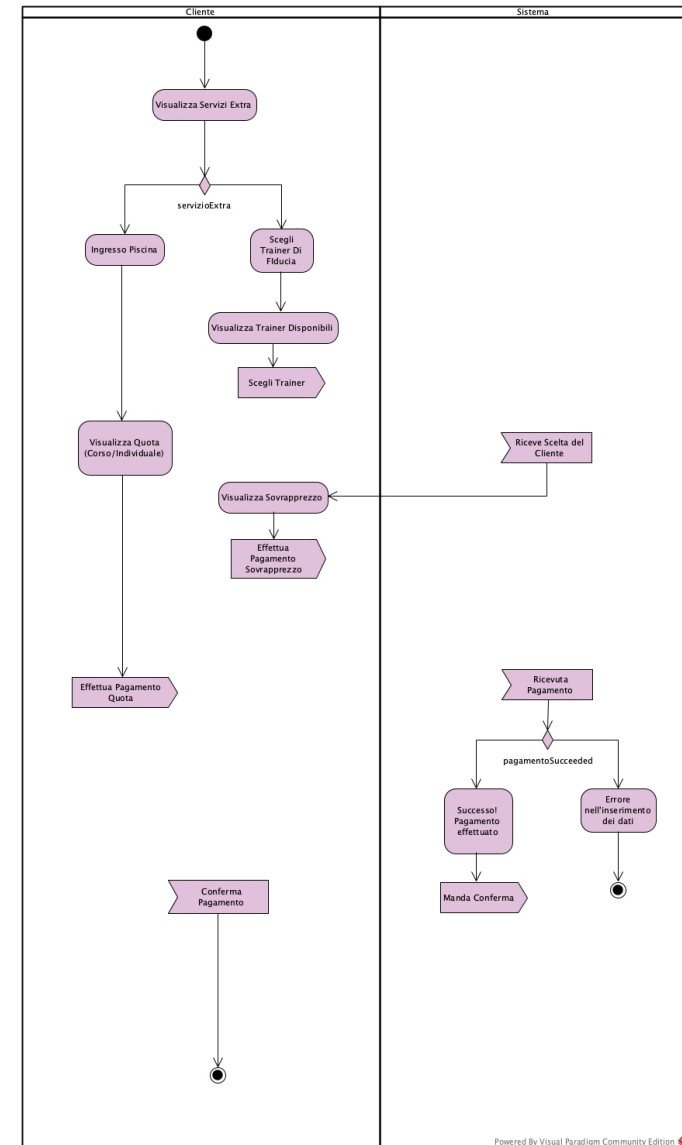 Cliente
Sistema
Visualizza Servizi Extra
servizioExtra
Ingresso Piscina
Scegli
Trainer Di
FIducia
Visualizza Trainer Disponibili
Scegli Trainer
Visualizza Quota
(Corso/Individuale)
Riceve Scelta del
Cliente
Visualizza Sovrapprezzo
Effettua
Pagamento
Sovrapprezzo
Effettua Pagamento
Quota
Ricevuta
Pagamento
pagamentoSucceeded
Successo!
Pagamento
effettuato
Errore
nell'inserimento
dei dati
Conferma
Pagamento
Manda Conferma
Powered By Visual Paradigm Community Edition